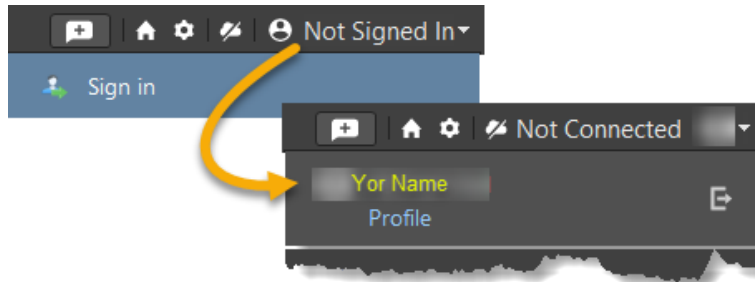 Not Signed In
Sign in
Not Connected
Yor Name
Profile